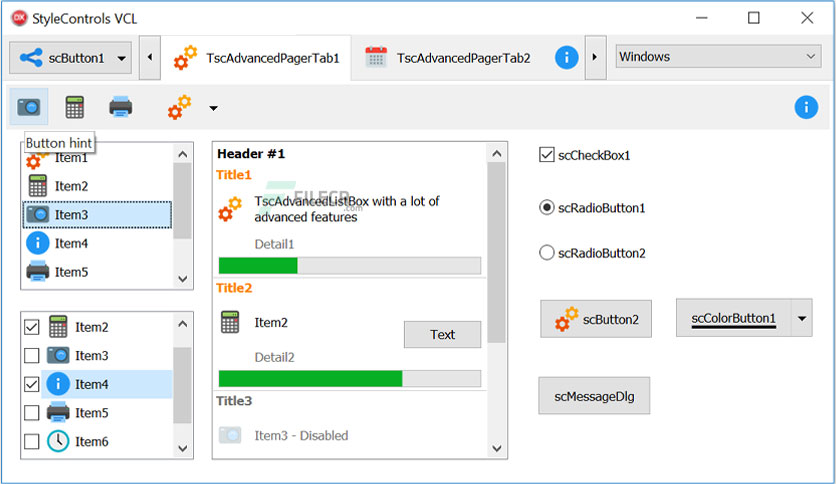 StyleControls VCL
scButton1
TscAdvancedPagerTab1
TscAdvancedPagerTab2
Windows
Button hint
Item1
Item2
Item3
Item4
Item5
Item2
Item3
Item4
Item5
Item6
Header #1
Title1
TscAdvancedListBox with a lot of
advanced features
Detail1
Title2
Item2
Text
Detail2
Title3
Item3 - Disabled
FILECR
.com
scCheckBox1
scRadioButton1
scRadioButton2
scButton2
scColorButton1
scMessageDlg